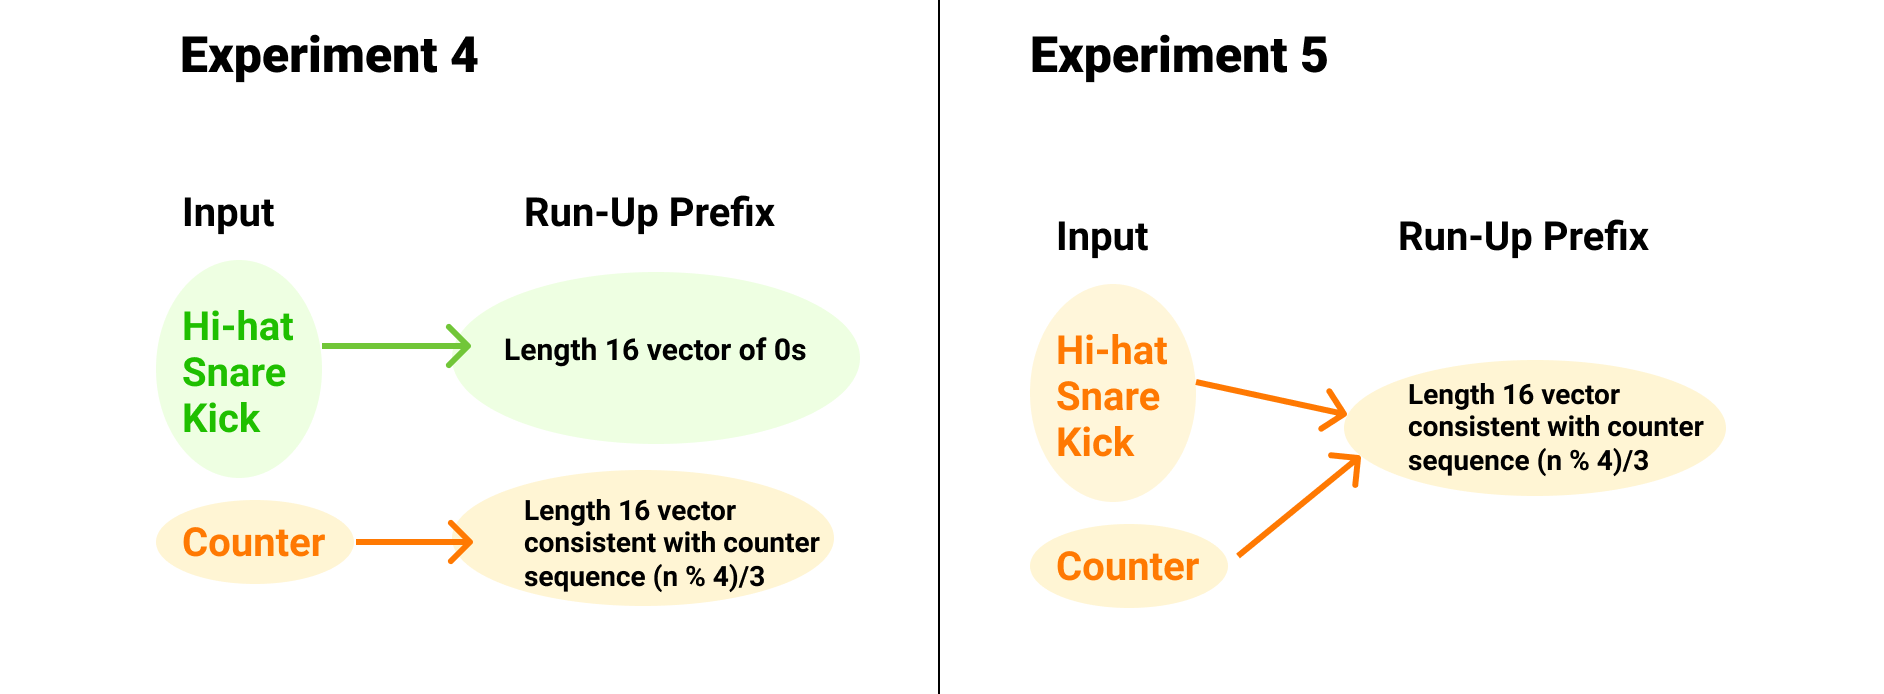 Experiment 4
Input
Run-Up Prefix
Hi-hat
Snare
Kick
Length 16 vector of 0s
Counter
Length 16 vector
consistent with counter
sequence (n % 4)/3
Experiment 5
Input
Run-Up Prefix
Hi-hat
Snare
Kick
Length 16 vector
consistent with counter
sequence (n % 4)/3
Counter